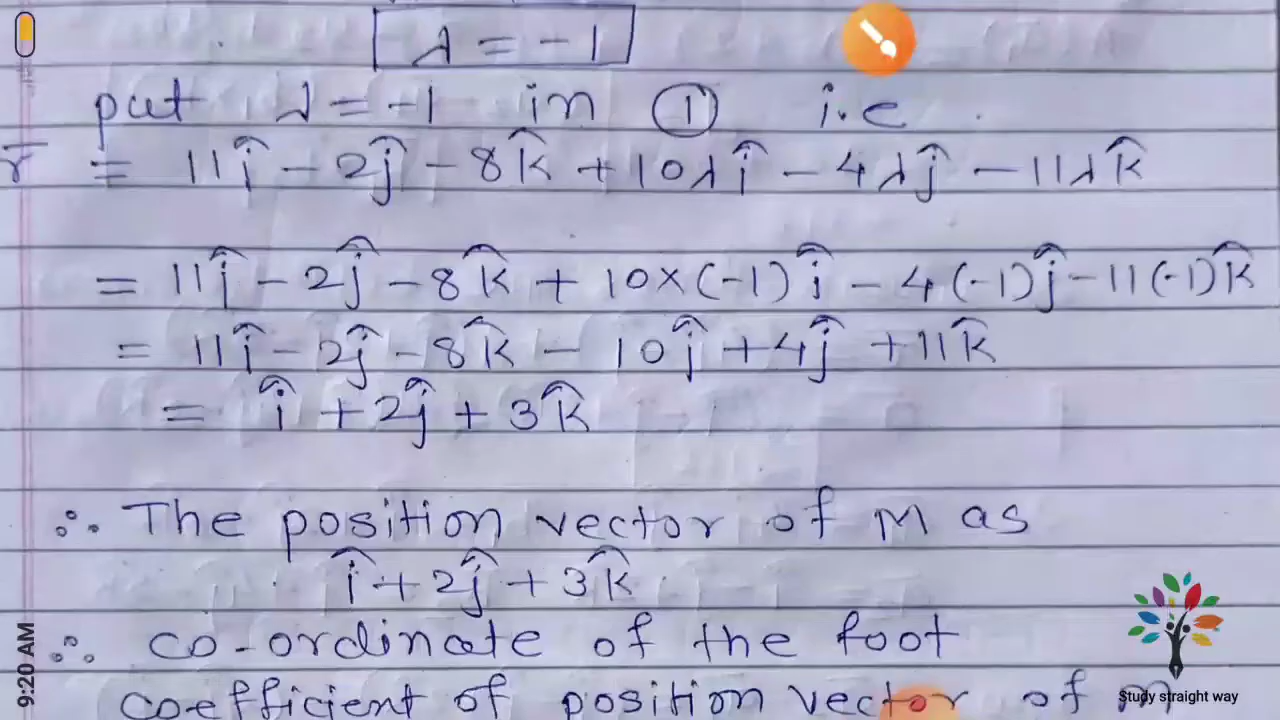 λ = -1
put λ = -1 in ① i.e
r̄ = 11î - 2ĵ - 8k̂ + 10λî - 4λĵ - 11λk̂
= 11î - 2ĵ - 8k̂ + 10×(-1)î - 4(-1)ĵ - 11(-1)k̂
= 11î - 2ĵ - 8k̂ - 10ĵ + 4ĵ + 11k̂
= î + 2ĵ + 3k̂
∴ The position vector of M as
î + 2ĵ + 3k̂
∴ co-ordinate of the foot
coefficient of position vector of M
9:20 AM
Study straight way